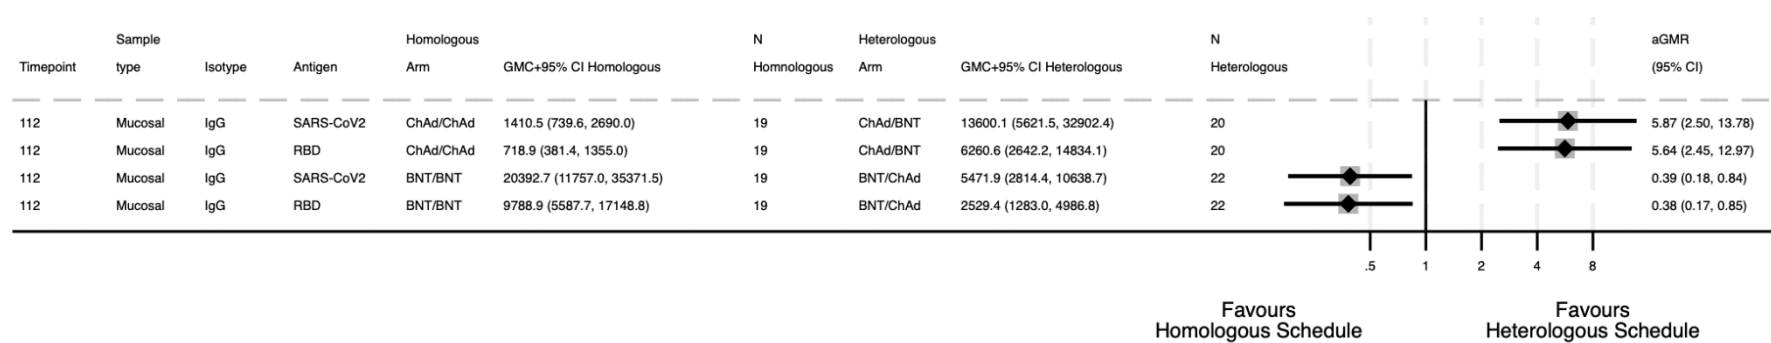 Sample Homologous N Heterologous N aGMR
Timepoint type Isotype Antigen Arm GMC+95% CI Homologous Homnologous Arm GMC+95% CI Heterologous Heterologous (95% CI)
112 Mucosal IgG SARS-CoV2 ChAd/ChAd 1410.5 (739.6, 2690.0) 19 ChAd/BNT 13600.1 (5621.5, 32902.4) 20 5.87 (2.50, 13.78)
112 Mucosal IgG RBD ChAd/ChAd 718.9 (381.4, 1355.0) 19 ChAd/BNT 6260.6 (2642.2, 14834.1) 20 5.64 (2.45, 12.97)
112 Mucosal IgG SARS-CoV2 BNT/BNT 20392.7 (11757.0, 35371.5) 19 BNT/ChAd 5471.9 (2814.4, 10638.7) 22 0.39 (0.18, 0.84)
112 Mucosal IgG RBD BNT/BNT 9788.9 (5587.7, 17148.8) 19 BNT/ChAd 2529.4 (1283.0, 4986.8) 22 0.38 (0.17, 0.85)
.5 1 2 4 8
Favours Favours
Homologous Schedule Heterologous Schedule